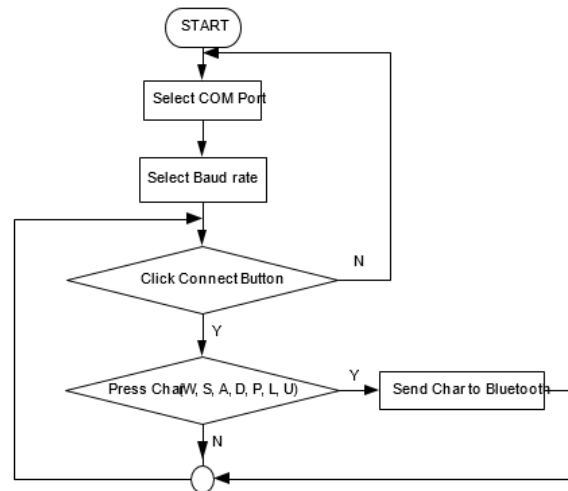 START
Select COM Port
Select Baud rate
Click Connect Button
N
Y
Press Char(W, S, A, D, P, L, U)
Y
Send Char to Bluetooth
N